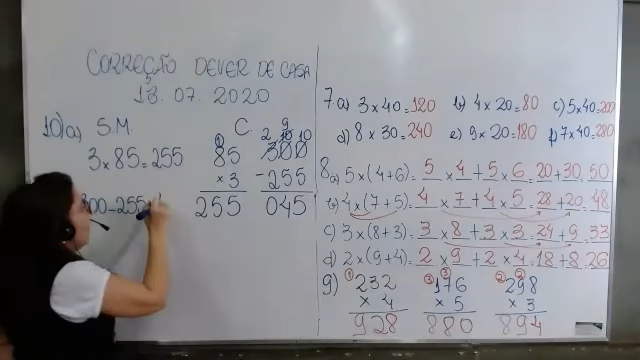 CORREÇÃO DEVER DE CASA
13.07.2020
10)a) S.M. C.
3 x 85 = 255
1
85
x 3
255
9
2 10 10
300
- 255
045
300 - 255 =
7. a) 3 x 40 = 120 b) 4 x 20 = 80 c) 5 x 40 = 200
d) 8 x 30 = 240 e) 9 x 20 = 180 f) 7 x 40 = 280
8. a) 5 x (4 + 6) = 5 x 4 + 5 x 6 = 20 + 30 = 50
b) 4 x (7 + 5) = 4 x 7 + 4 x 5 = 28 + 20 = 48
c) 3 x (8 + 3) = 3 x 8 + 3 x 3 = 24 + 9 = 33
d) 2 x (9 + 4) = 2 x 9 + 2 x 4 = 18 + 8 = 26
9)
1
232
x 4
928
3 3
176
x 5
880
2 2
298
x 3
894